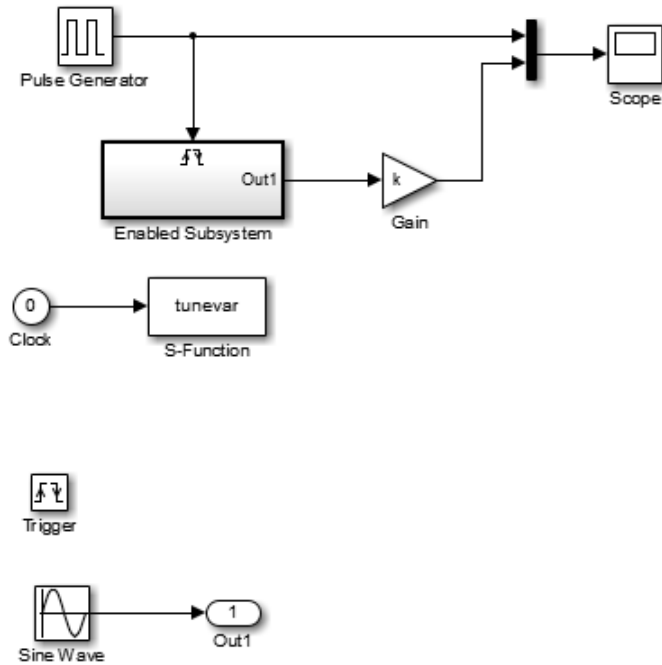 Pulse Generator
Scope
Out1
Enabled Subsystem
k
Gain
0
Clock
tunevar
S-Function
Trigger
Sine Wave
1
Out1